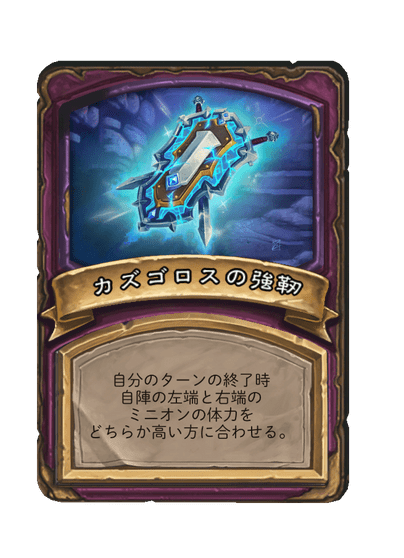 カズゴロスの強靭
自分のターンの終了時
自陣の左端と右端の
ミニオンの体力を
どちらか高い方に合わせる。